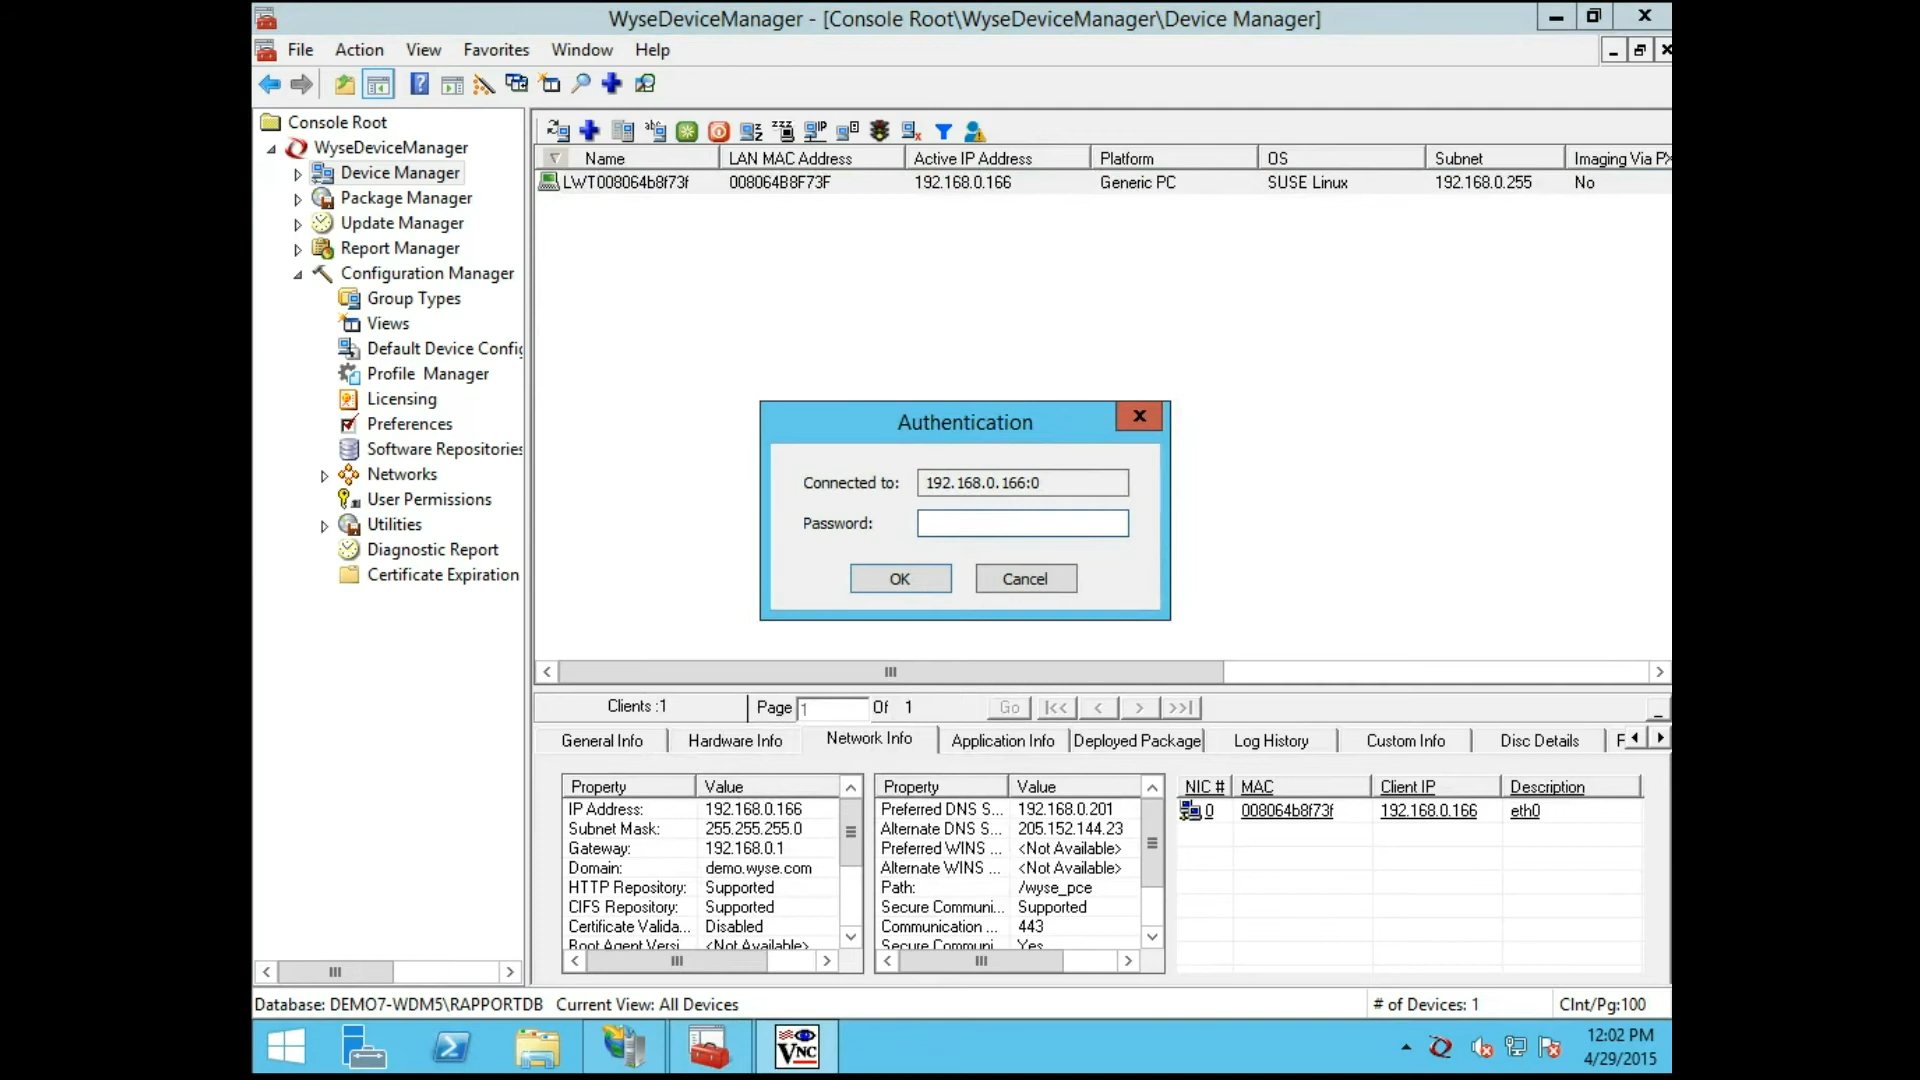 WyseDeviceManager - [Console Root\WyseDeviceManager\Device Manager]
File Action View Favorites Window Help
Console Root
WyseDeviceManager
Device Manager
Package Manager
Update Manager
Report Manager
Configuration Manager
Group Types
Views
Default Device Config
Profile Manager
Licensing
Preferences
Software Repositories
Networks
User Permissions
Utilities
Diagnostic Report
Certificate Expiration
Name LAN MAC Address Active IP Address Platform OS Subnet Imaging Via PX
LWT008064b8f73f 008064B8F73F 192.168.0.166 Generic PC SUSE Linux 192.168.0.255 No
Authentication
Connected to: 192.168.0.166:0
Password:
OK Cancel
Clients :1 Page 1 Of 1 Go |<< < > >>|
General Info Hardware Info Network Info Application Info Deployed Package Log History Custom Info Disc Details F
Property Value
IP Address: 192.168.0.166
Subnet Mask: 255.255.255.0
Gateway: 192.168.0.1
Domain: demo.wyse.com
HTTP Repository: Supported
CIFS Repository: Supported
Certificate Valida... Disabled
Root Agent Versi... <Not Available>
Property Value
Preferred DNS S... 192.168.0.201
Alternate DNS S... 205.152.144.23
Preferred WINS ... <Not Available>
Alternate WINS ... <Not Available>
Path: /wyse_pce
Secure Communi... Supported
Communication ... 443
Secure Communi... Yes
NIC # MAC Client IP Description
0 008064b8f73f 192.168.0.166 eth0
Database: DEMO7-WDM5\RAPPORTDB Current View: All Devices # of Devices: 1 Clnt/Pg:100
VNC
12:02 PM
4/29/2015